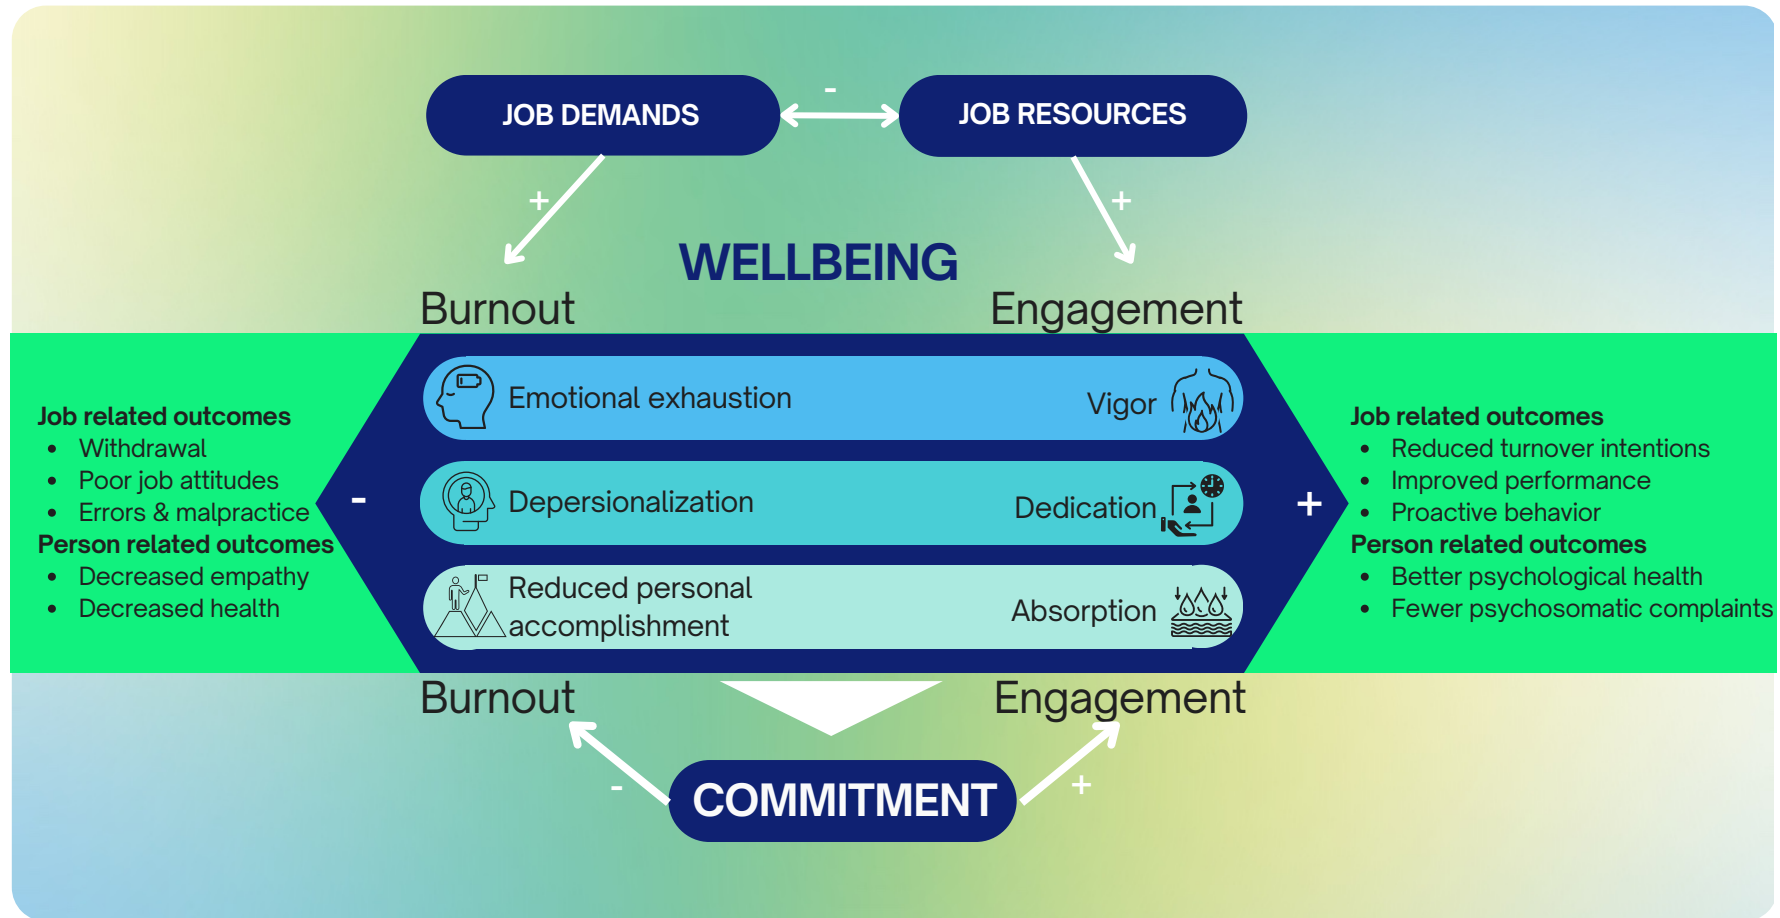 JOB DEMANDS
-
JOB RESOURCES
+
+
WELLBEING
Burnout
Engagement
Job related outcomes
• Withdrawal
• Poor job attitudes
• Errors & malpractice
Person related outcomes
• Decreased empathy
• Decreased health
-
Emotional exhaustion
Vigor
Depersionalization
Dedication
Reduced personal
accomplishment
Absorption
+
Job related outcomes
• Reduced turnover intentions
• Improved performance
• Proactive behavior
Person related outcomes
• Better psychological health
• Fewer psychosomatic complaints
Burnout
Engagement
-
+
COMMITMENT